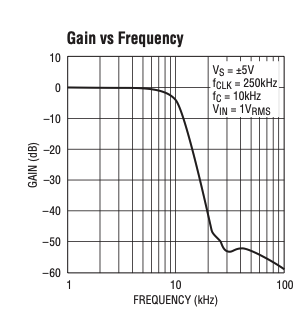 Gain vs Frequency
10
0
–10
–20
–30
–40
–50
–60
GAIN (dB)
VS = ±5V
fCLK = 250kHz
fC = 10kHz
VIN = 1VRMS
1
10
100
FREQUENCY (kHz)